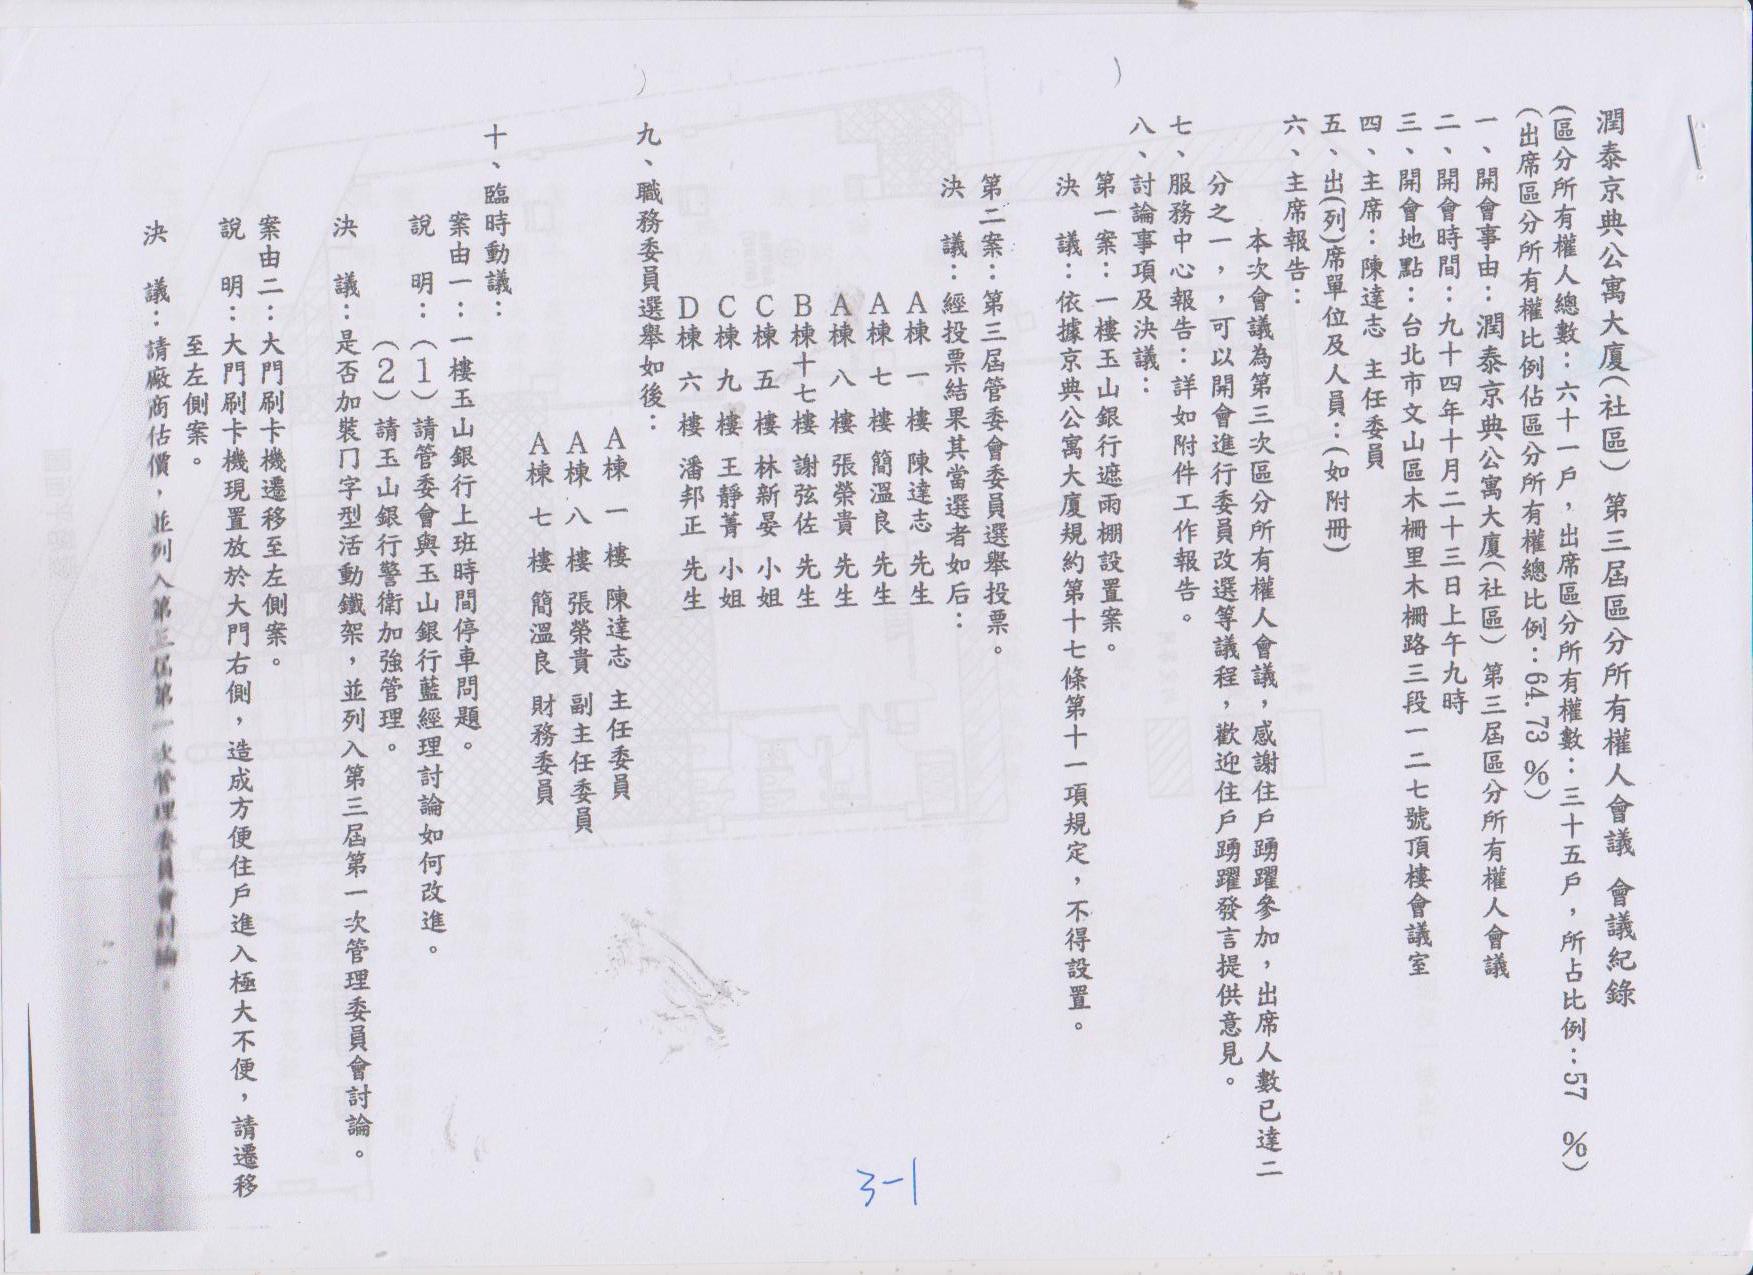 潤泰京典公寓大廈(社區) 第三屆區分所有權人會議 會議紀錄
(區分所有權人總數：六十一戶，出席區分所有權數：三十五戶，所占比例：57 %)
(出席區分所有權比例佔區分所有權總比例：64.73 %)
一、開會事由：潤泰京典公寓大廈(社區) 第三屆區分所有權人會議
二、開會時間：九十四年十月二十三日上午九時
三、開會地點：台北市文山區木柵里木柵路三段一二七號頂樓會議室
四、主席：陳達志 主任委員
五、出(列)席單位及人員：(如附冊)
六、主席報告：
本次會議為第三次區分所有權人會議，感謝住戶踴躍參加，出席人數已達二
分之一，，可以開會進行委員改選等議程，歡迎住戶踴躍發言提供意見。
七、服務中心報告：詳如附件工作報告。
八、討論事項及決議：
第一案：一樓玉山銀行遮雨棚設置案。
決 議：依據京典公寓大廈規約第十七條第十一項規定，不得設置。
第二案：第三屆管委會委員選舉投票。
決 議：經投票結果其當選者如后：
A棟 一 樓 陳達志 先生
A棟 七 樓 簡溫良 先生
A棟 八 樓 張榮貴 先生
B棟十七樓 謝弦佐 先生
C棟 五 樓 林新晏 小姐
C棟 九 樓 王靜菁 小姐
D棟 六 樓 潘邦正 先生
九、職務委員選舉如後：
A棟 一 樓 陳達志 主任委員
A棟 八 樓 張榮貴 副主任委員
A棟 七 樓 簡溫良 財務委員
十、臨時動議：
案由一：一樓玉山銀行上班時間停車問題。
說 明：(1)請管委會與玉山銀行藍經理討論如何改進。
(2)請玉山銀行警衛加強管理。
決 議：是否加裝ㄇ字型活動鐵架，並列入第三屆第一次管理委員會討論。
案由二：大門刷卡機遷移至左側案。
說 明：大門刷卡機現置放於大門右側，造成方便住戶進入極大不便，請遷移
至左側案。
決 議：請廠商估價，並列入第三屆第一次管理委員會討論。
3-1